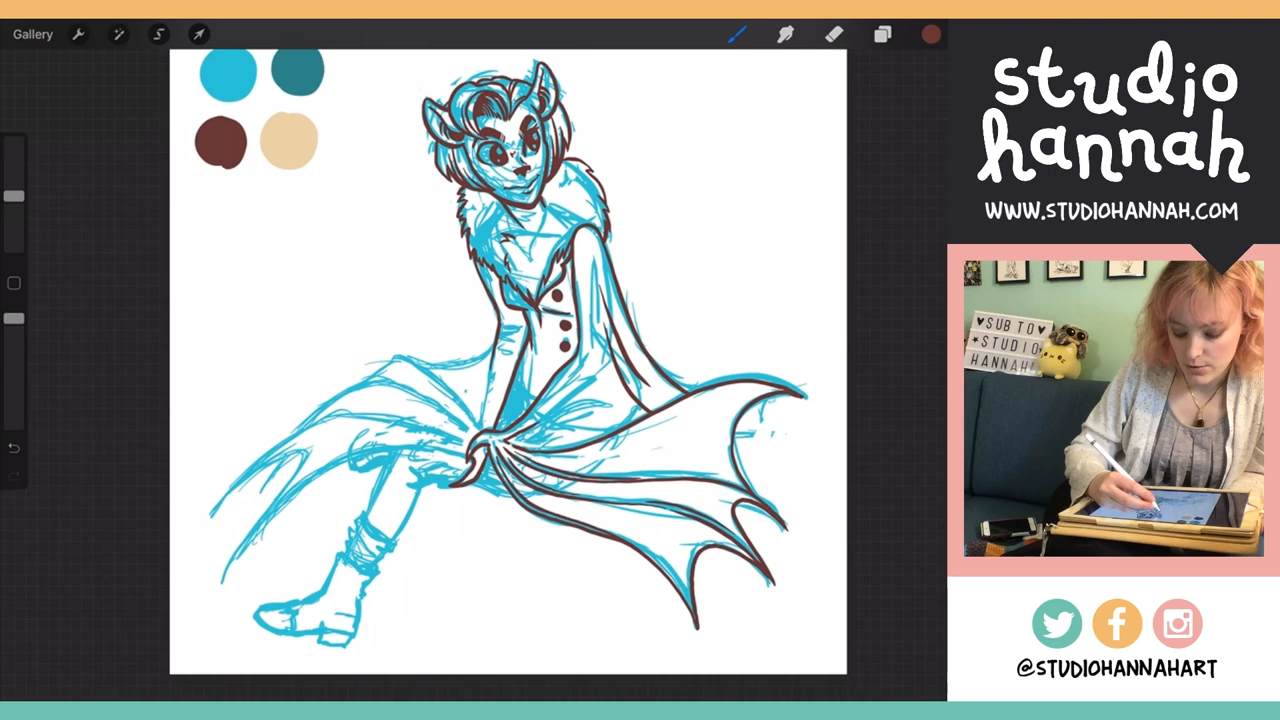 Gallery
studio
hannah
WWW.STUDIOHANNAH.COM
♥SUB TO♥
★STUDIO
HANNAH!
@STUDIOHANNAHART